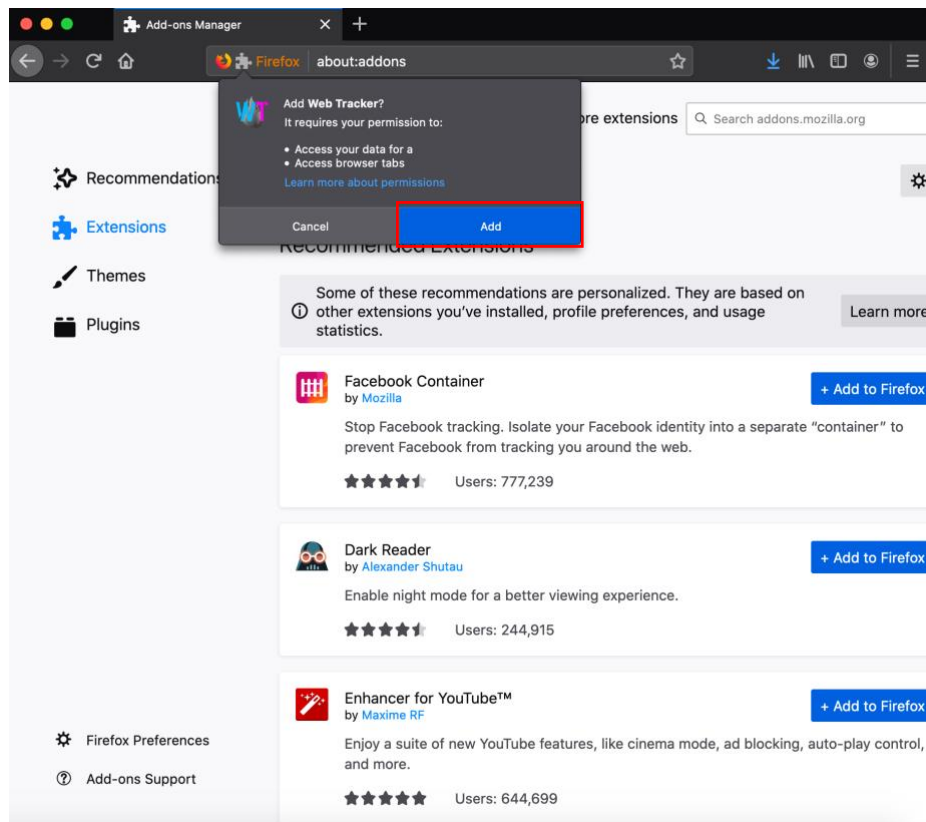 Add-ons Manager
Firefox about:addons
Add Web Tracker?
It requires your permission to:
• Access your data for a
• Access browser tabs
Learn more about permissions
Cancel
Add
ore extensions
Search addons.mozilla.org
Recommendations
Extensions
Themes
Plugins
Recommended Extensions
Some of these recommendations are personalized. They are based on
other extensions you've installed, profile preferences, and usage
statistics.
Learn more
Facebook Container
by Mozilla
+ Add to Firefox
Stop Facebook tracking. Isolate your Facebook identity into a separate “container” to
prevent Facebook from tracking you around the web.
Users: 777,239
Dark Reader
by Alexander Shutau
+ Add to Firefox
Enable night mode for a better viewing experience.
Users: 244,915
Enhancer for YouTube™
by Maxime RF
+ Add to Firefox
Enjoy a suite of new YouTube features, like cinema mode, ad blocking, auto-play control,
and more.
Users: 644,699
Firefox Preferences
Add-ons Support